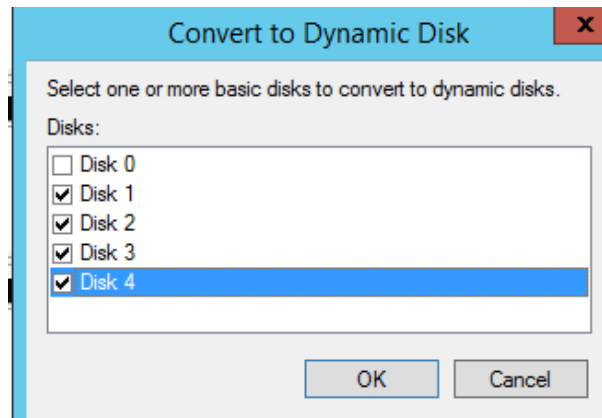 Convert to Dynamic Disk
x
Select one or more basic disks to convert to dynamic disks.
Disks:
Disk 0
Disk 1
Disk 2
Disk 3
Disk 4
OK
Cancel